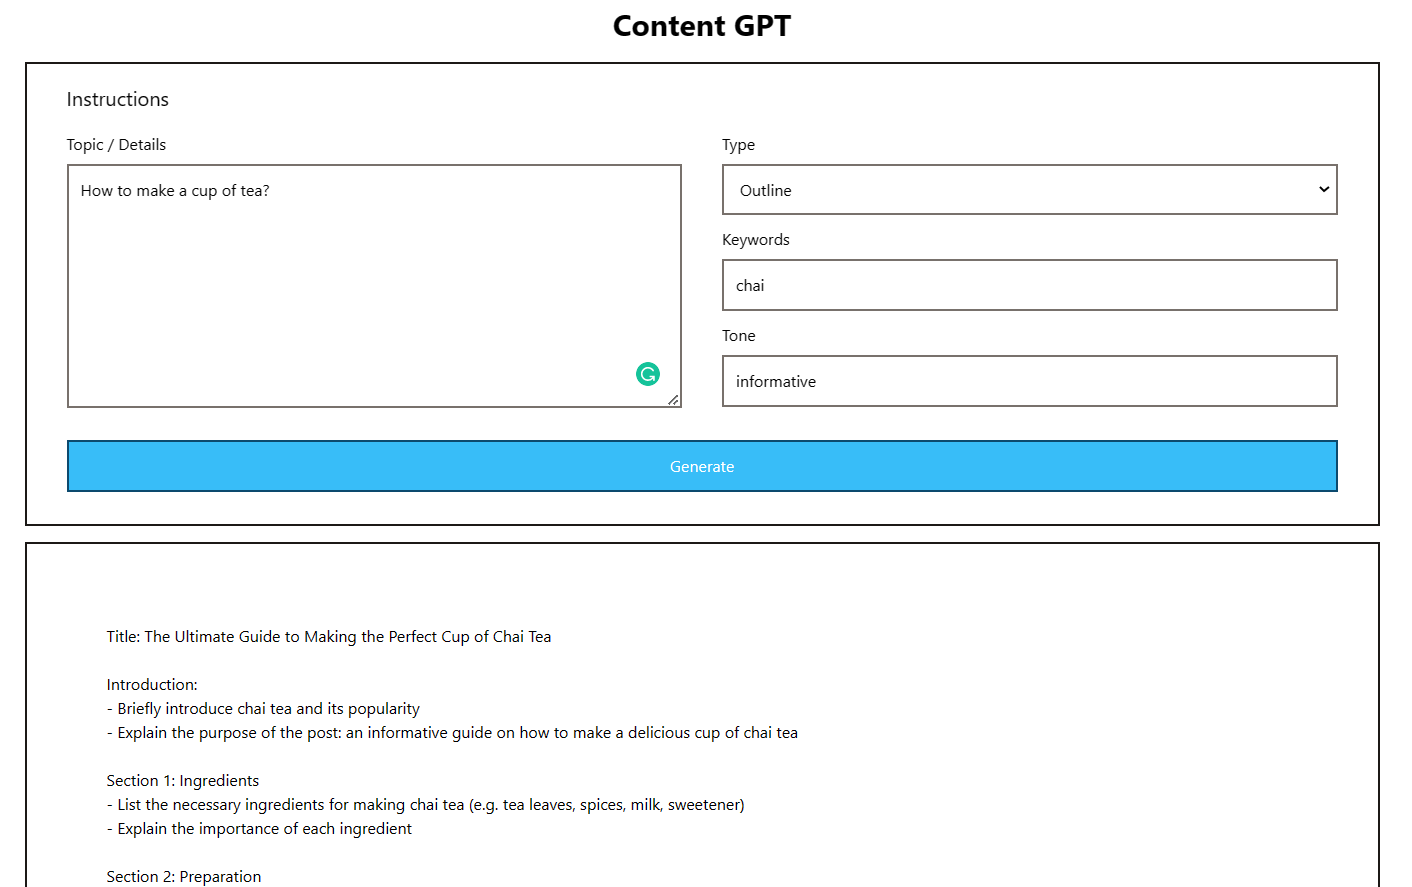 Content GPT
Instructions
Topic / Details
How to make a cup of tea?
Type
Outline
Keywords
chai
Tone
informative
Generate
Title: The Ultimate Guide to Making the Perfect Cup of Chai Tea
Introduction:
- Briefly introduce chai tea and its popularity
- Explain the purpose of the post: an informative guide on how to make a delicious cup of chai tea
Section 1: Ingredients
- List the necessary ingredients for making chai tea (e.g. tea leaves, spices, milk, sweetener)
- Explain the importance of each ingredient
Section 2: Preparation